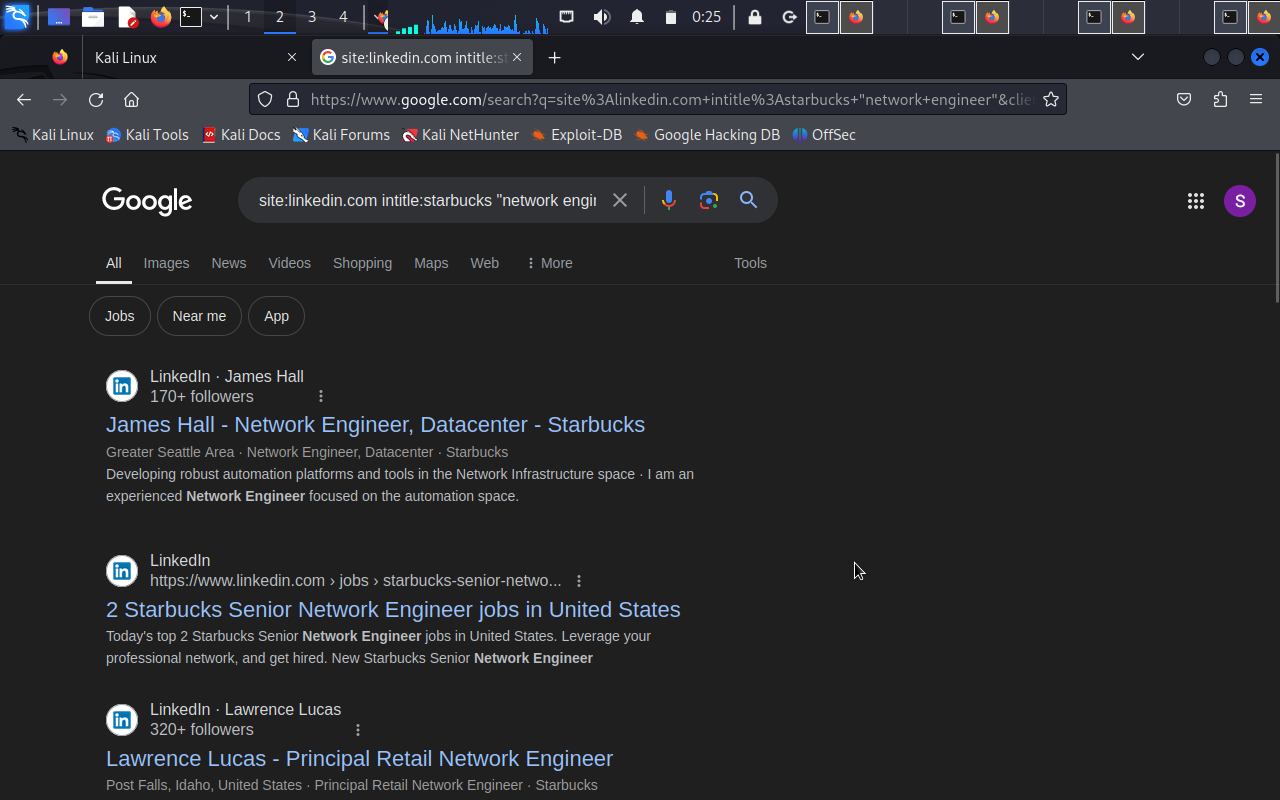 1 2 3 4 0:25
Kali Linux
site:linkedin.com intitle:st
https://www.google.com/search?q=site%3Alinkedin.com+intitle%3Astarbucks+"network+engineer"&clie
Kali Linux Kali Tools Kali Docs Kali Forums Kali NetHunter Exploit-DB Google Hacking DB OffSec
Google
site:linkedin.com intitle:starbucks "network engin
S
All Images News Videos Shopping Maps Web More Tools
Jobs Near me App
LinkedIn · James Hall
170+ followers
James Hall - Network Engineer, Datacenter - Starbucks
Greater Seattle Area · Network Engineer, Datacenter · Starbucks
Developing robust automation platforms and tools in the Network Infrastructure space · I am an
experienced Network Engineer focused on the automation space.
LinkedIn
https://www.linkedin.com › jobs › starbucks-senior-netwo...
2 Starbucks Senior Network Engineer jobs in United States
Today's top 2 Starbucks Senior Network Engineer jobs in United States. Leverage your
professional network, and get hired. New Starbucks Senior Network Engineer
LinkedIn · Lawrence Lucas
320+ followers
Lawrence Lucas - Principal Retail Network Engineer
Post Falls, Idaho, United States · Principal Retail Network Engineer · Starbucks